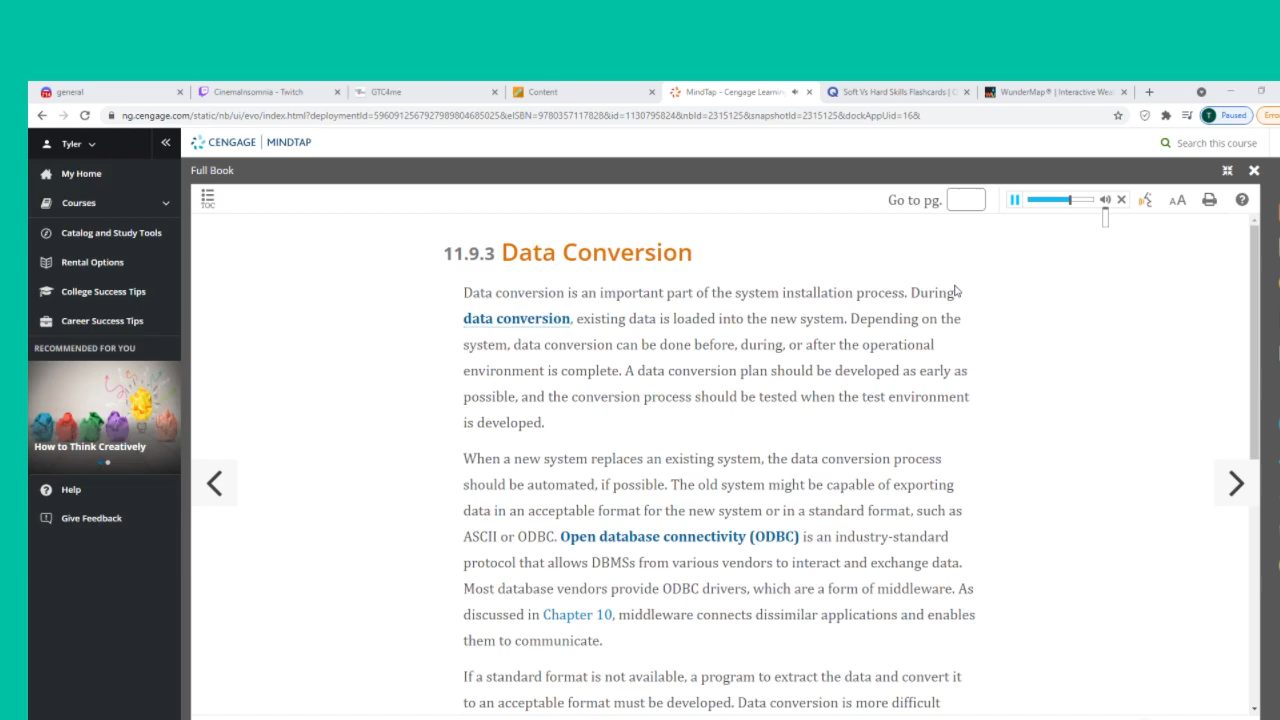 general
CinemaInsomnia - Twitch
GTC4me
Content
MindTap - Cengage Learning
Soft Vs Hard Skills Flashcards | C
WunderMap® | Interactive Wea
ng.cengage.com/static/nb/ui/evo/index.html?deploymentId=5960912567927989804685025&eISBN=9780357117828&id=1130795824&nbId=2315125&snapshotId=2315125&dockAppUid=16&
T Paused
Error
Tyler
CENGAGE | MINDTAP
Search this course
My Home
Full Book
Courses
TOC
Go to pg.
AA
Catalog and Study Tools
Rental Options
College Success Tips
Career Success Tips
RECOMMENDED FOR YOU
How to Think Creatively
Help
Give Feedback
11.9.3 Data Conversion
Data conversion is an important part of the system installation process. During
data conversion, existing data is loaded into the new system. Depending on the
system, data conversion can be done before, during, or after the operational
environment is complete. A data conversion plan should be developed as early as
possible, and the conversion process should be tested when the test environment
is developed.
When a new system replaces an existing system, the data conversion process
should be automated, if possible. The old system might be capable of exporting
data in an acceptable format for the new system or in a standard format, such as
ASCII or ODBC. Open database connectivity (ODBC) is an industry-standard
protocol that allows DBMSs from various vendors to interact and exchange data.
Most database vendors provide ODBC drivers, which are a form of middleware. As
discussed in Chapter 10, middleware connects dissimilar applications and enables
them to communicate.
If a standard format is not available, a program to extract the data and convert it
to an acceptable format must be developed. Data conversion is more difficult